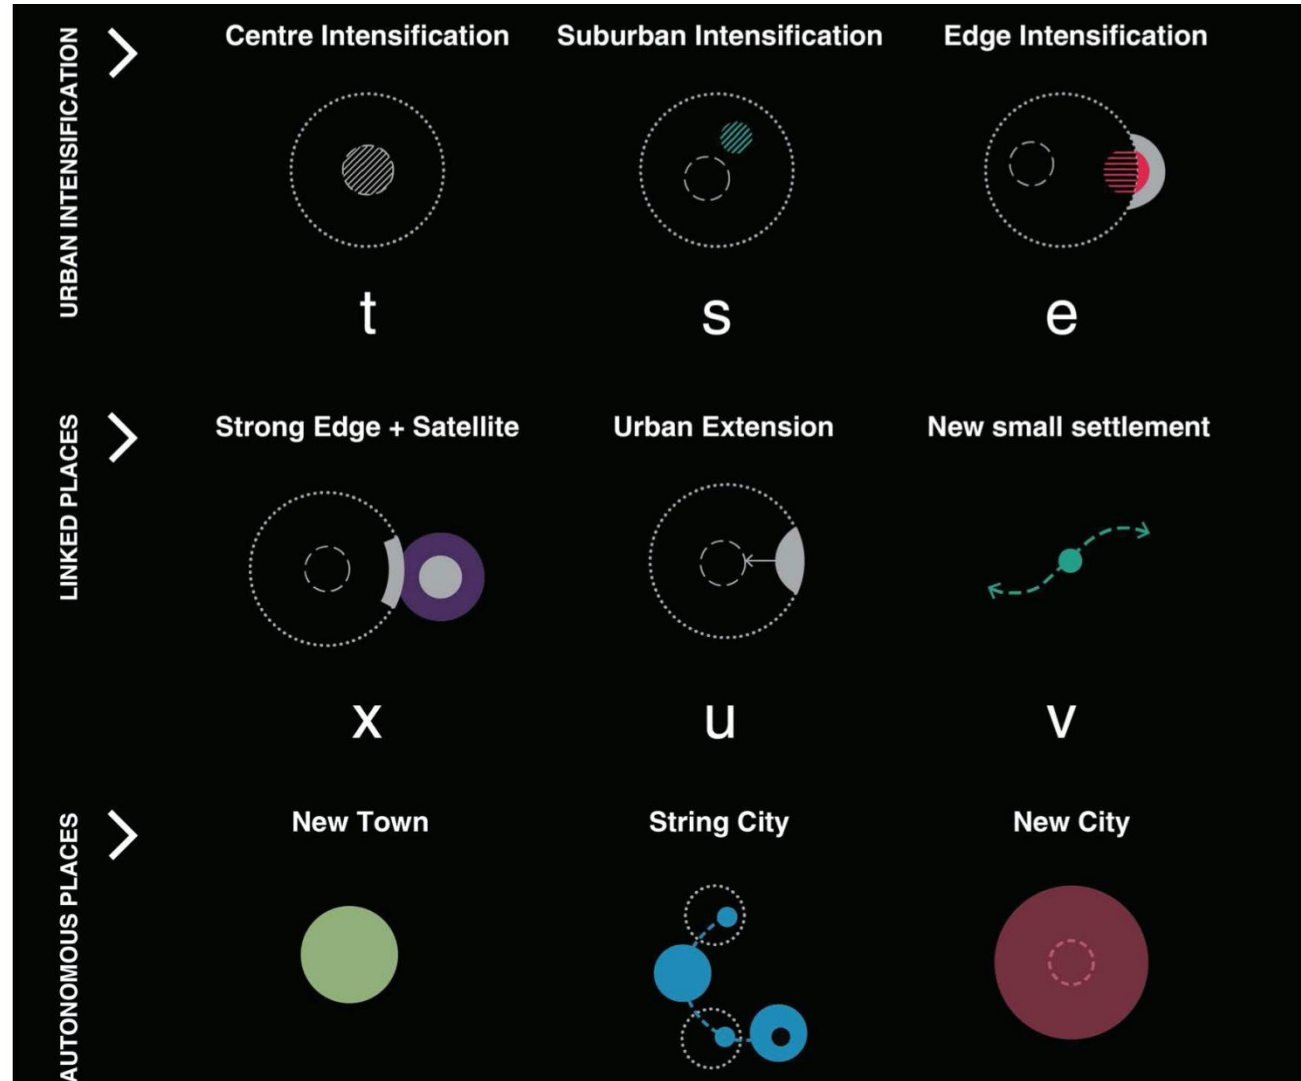 URBAN INTENSIFICATION
Centre Intensification
Suburban Intensification
Edge Intensification
t
s
e
LINKED PLACES
Strong Edge + Satellite
Urban Extension
New small settlement
x
u
v
AUTONOMOUS PLACES
New Town
String City
New City